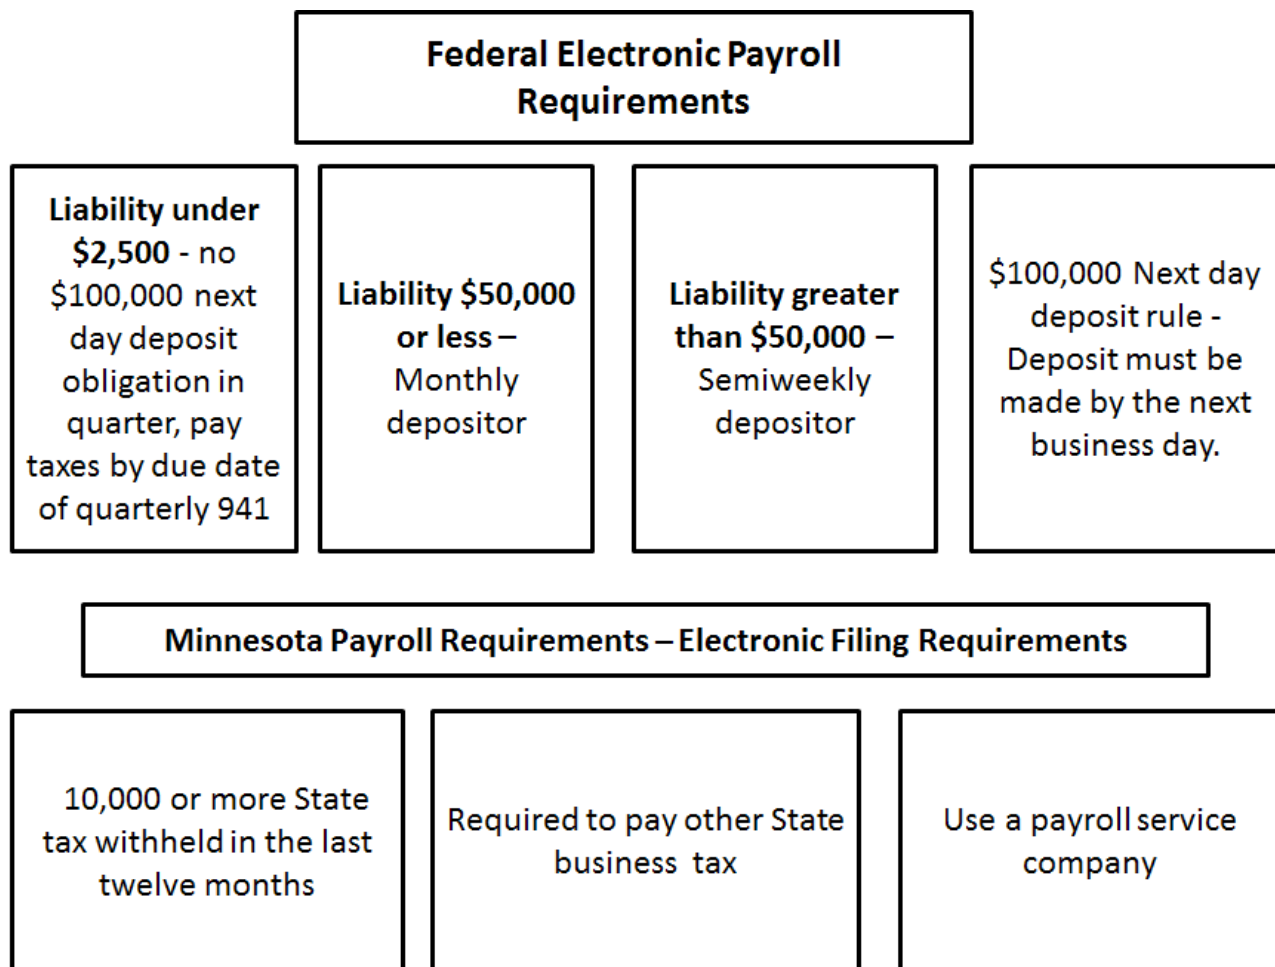 Federal Electronic Payroll
Requirements
Liability under
$2,500 - no
$100,000 next
day deposit
obligation in
quarter, pay
taxes by due date
of quarterly 941
Liability $50,000
or less –
Monthly
depositor
Liability greater
than $50,000 –
Semiweekly
depositor
$100,000 Next day
deposit rule -
Deposit must be
made by the next
business day.
Minnesota Payroll Requirements – Electronic Filing Requirements
10,000 or more State
tax withheld in the last
twelve months
Required to pay other State
business tax
Use a payroll service
company